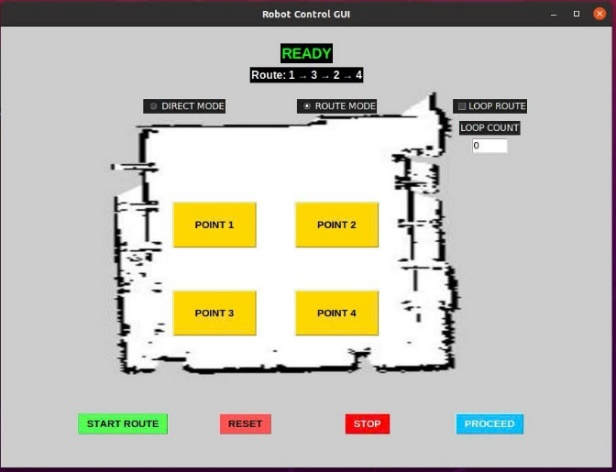 Robot Control GUI
READY
Route: 1 → 3 → 2 → 4
DIRECT MODE ROUTE MODE LOOP ROUTE
LOOP COUNT
0
POINT 1 POINT 2
POINT 3 POINT 4
START ROUTE RESET STOP PROCEED